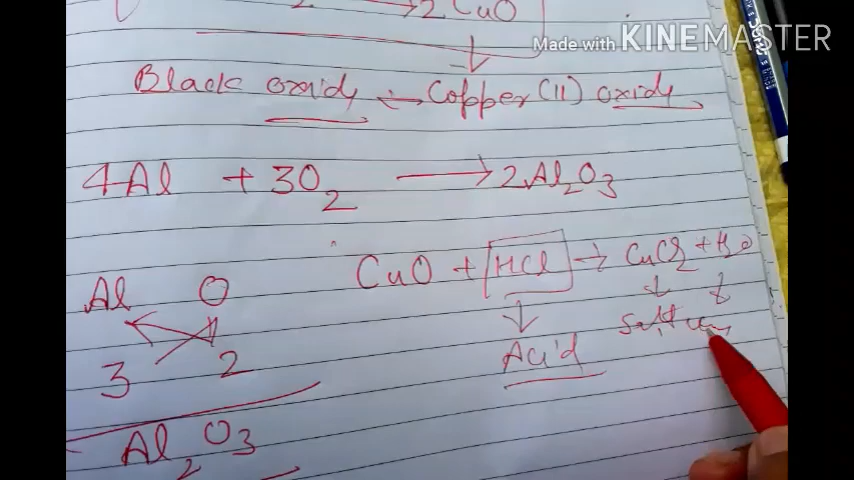 2CuO
Made with KINEMASTER
Black oxide Copper (II) oxide
4Al + 3O2 → 2Al2O3
CuO + HCl → CuCl2 + H2O
Al O
Salt
3 2
Acid
Al2O3